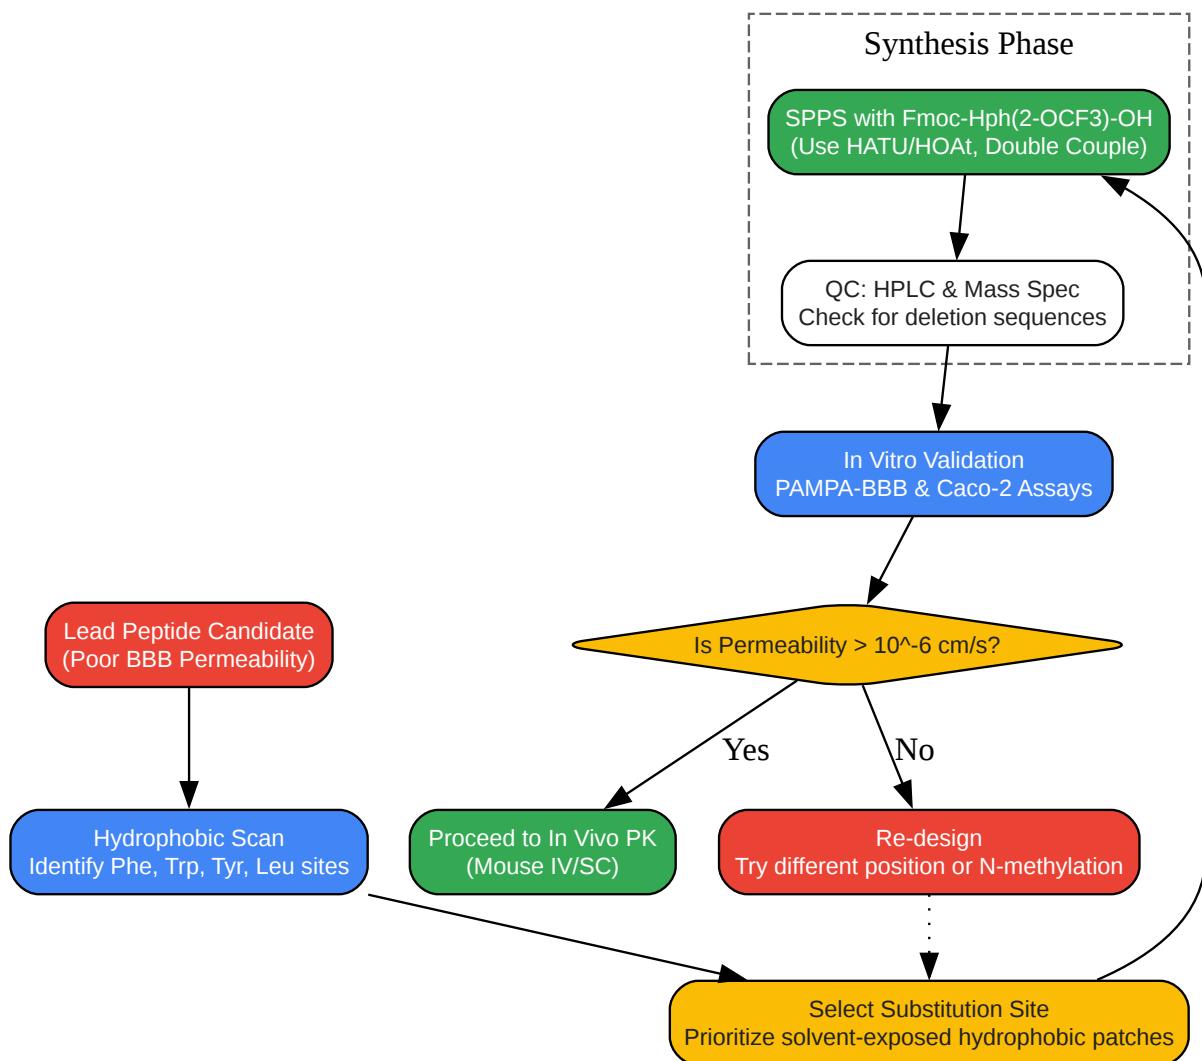 Synthesis Phase
SPPS with Fmoc-Hph(2-OCF3)-OH
(Use HATU/HOAt, Double Couple)
QC: HPLC & Mass Spec
Check for deletion sequences
In Vitro Validation
PAMPA-BBB & Caco-2 Assays
Lead Peptide Candidate
(Poor BBB Permeability)
Is Permeability > 10^-6 cm/s?
Yes
No
Hydrophobic Scan
Identify Phe, Trp, Tyr, Leu sites
Proceed to In Vivo PK
(Mouse IV/SC)
Re-design
Try different position or N-methylation
Select Substitution Site
Prioritize solvent-exposed hydrophobic patches